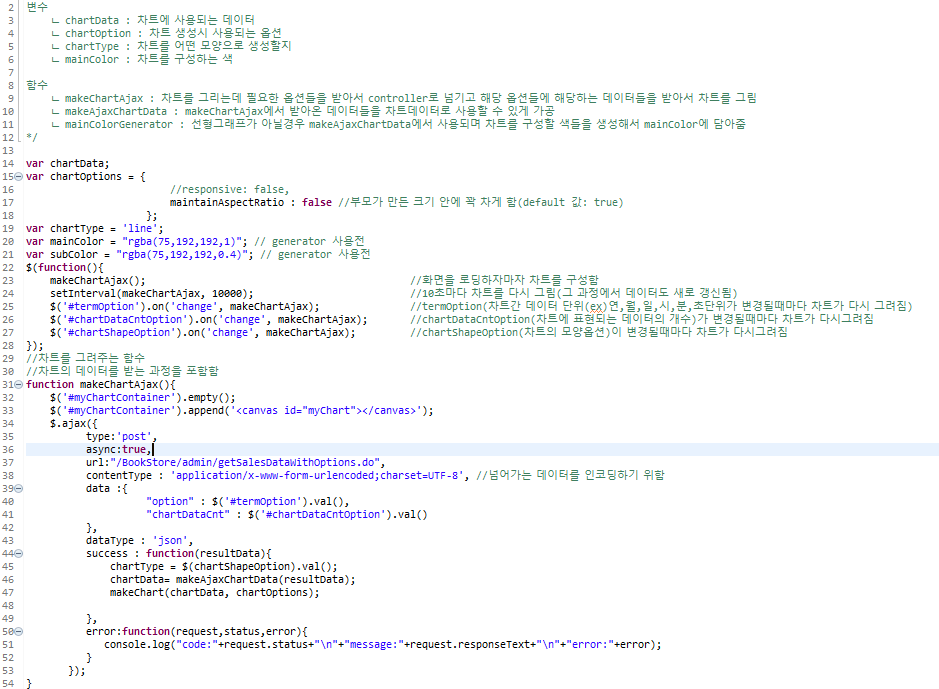 2 변수
3 ㄴ chartData : 차트에 사용되는 데이터
4 ㄴ chartOption : 차트 생성시 사용되는 옵션
5 ㄴ chartType : 차트를 어떤 모양으로 생성할지
6 ㄴ mainColor : 차트를 구성하는 색
7
8 함수
9 ㄴ makeChartAjax : 차트를 그리는데 필요한 옵션들을 받아서 controller로 넘기고 해당 옵션들에 해당하는 데이터들을 받아서 차트를 그림
10 ㄴ makeAjaxChartData : makeChartAjax에서 받아온 데이터들을 차트데이터로 사용할 수 있게 가공
11 ㄴ mainColorGenerator : 선형그래프가 아닐경우 makeAjaxChartData에서 사용되며 차트를 구성할 색들을 생성해서 mainColor에 담아줌
12 */
13
14 var chartData;
15 var chartOptions = {
16 //responsive: false,
17 maintainAspectRatio : false //부모가 만든 크기 안에 꽉 차게 함(default 값: true)
18 };
19 var chartType = 'line';
20 var mainColor = "rgba(75,192,192,1)"; // generator 사용전
21 var subColor = "rgba(75,192,192,0.4)"; // generator 사용전
22 $(function(){
23 makeChartAjax(); //화면을 로딩하자마자 차트를 구성함
24 setInterval(makeChartAjax, 10000); //10초마다 차트를 다시 그림(그 과정에서 데이터도 새로 갱신됨)
25 $('#termOption').on('change', makeChartAjax); //termOption(차트간 데이터 단위(ex)연,월,일,시,분,초단위가 변경될때마다 차트가 다시 그려짐)
26 $('#chartDataCntOption').on('change', makeChartAjax); //chartDataCntOption(차트에 표현되는 데이터의 개수)가 변경될때마다 차트가 다시그려짐
27 $('#chartShapeOption').on('change', makeChartAjax); //chartShapeOption(차트의 모양옵션)이 변경될때마다 차트가 다시그려짐
28 });
29 //차트를 그려주는 함수
30 //차트의 데이터를 받는 과정을 포함함
31 function makeChartAjax(){
32 $('#myChartContainer').empty();
33 $('#myChartContainer').append('<canvas id="myChart"></canvas>');
34 $.ajax({
35 type:'post',
36 async:true,
37 url:"/BookStore/admin/getSalesDataWithOptions.do",
38 contentType : 'application/x-www-form-urlencoded;charset=UTF-8', //넘어가는 데이터를 인코딩하기 위함
39 data :{
40 "option" : $('#termOption').val(),
41 "chartDataCnt" : $('#chartDataCntOption').val()
42 },
43 dataType : 'json',
44 success : function(resultData){
45 chartType = $(chartShapeOption).val();
46 chartData= makeAjaxChartData(resultData);
47 makeChart(chartData, chartOptions);
48
49 },
50 error:function(request,status,error){
51 console.log("code:"+request.status+"\n"+"message:"+request.responseText+"\n"+"error:"+error);
52 }
53 });
54 }